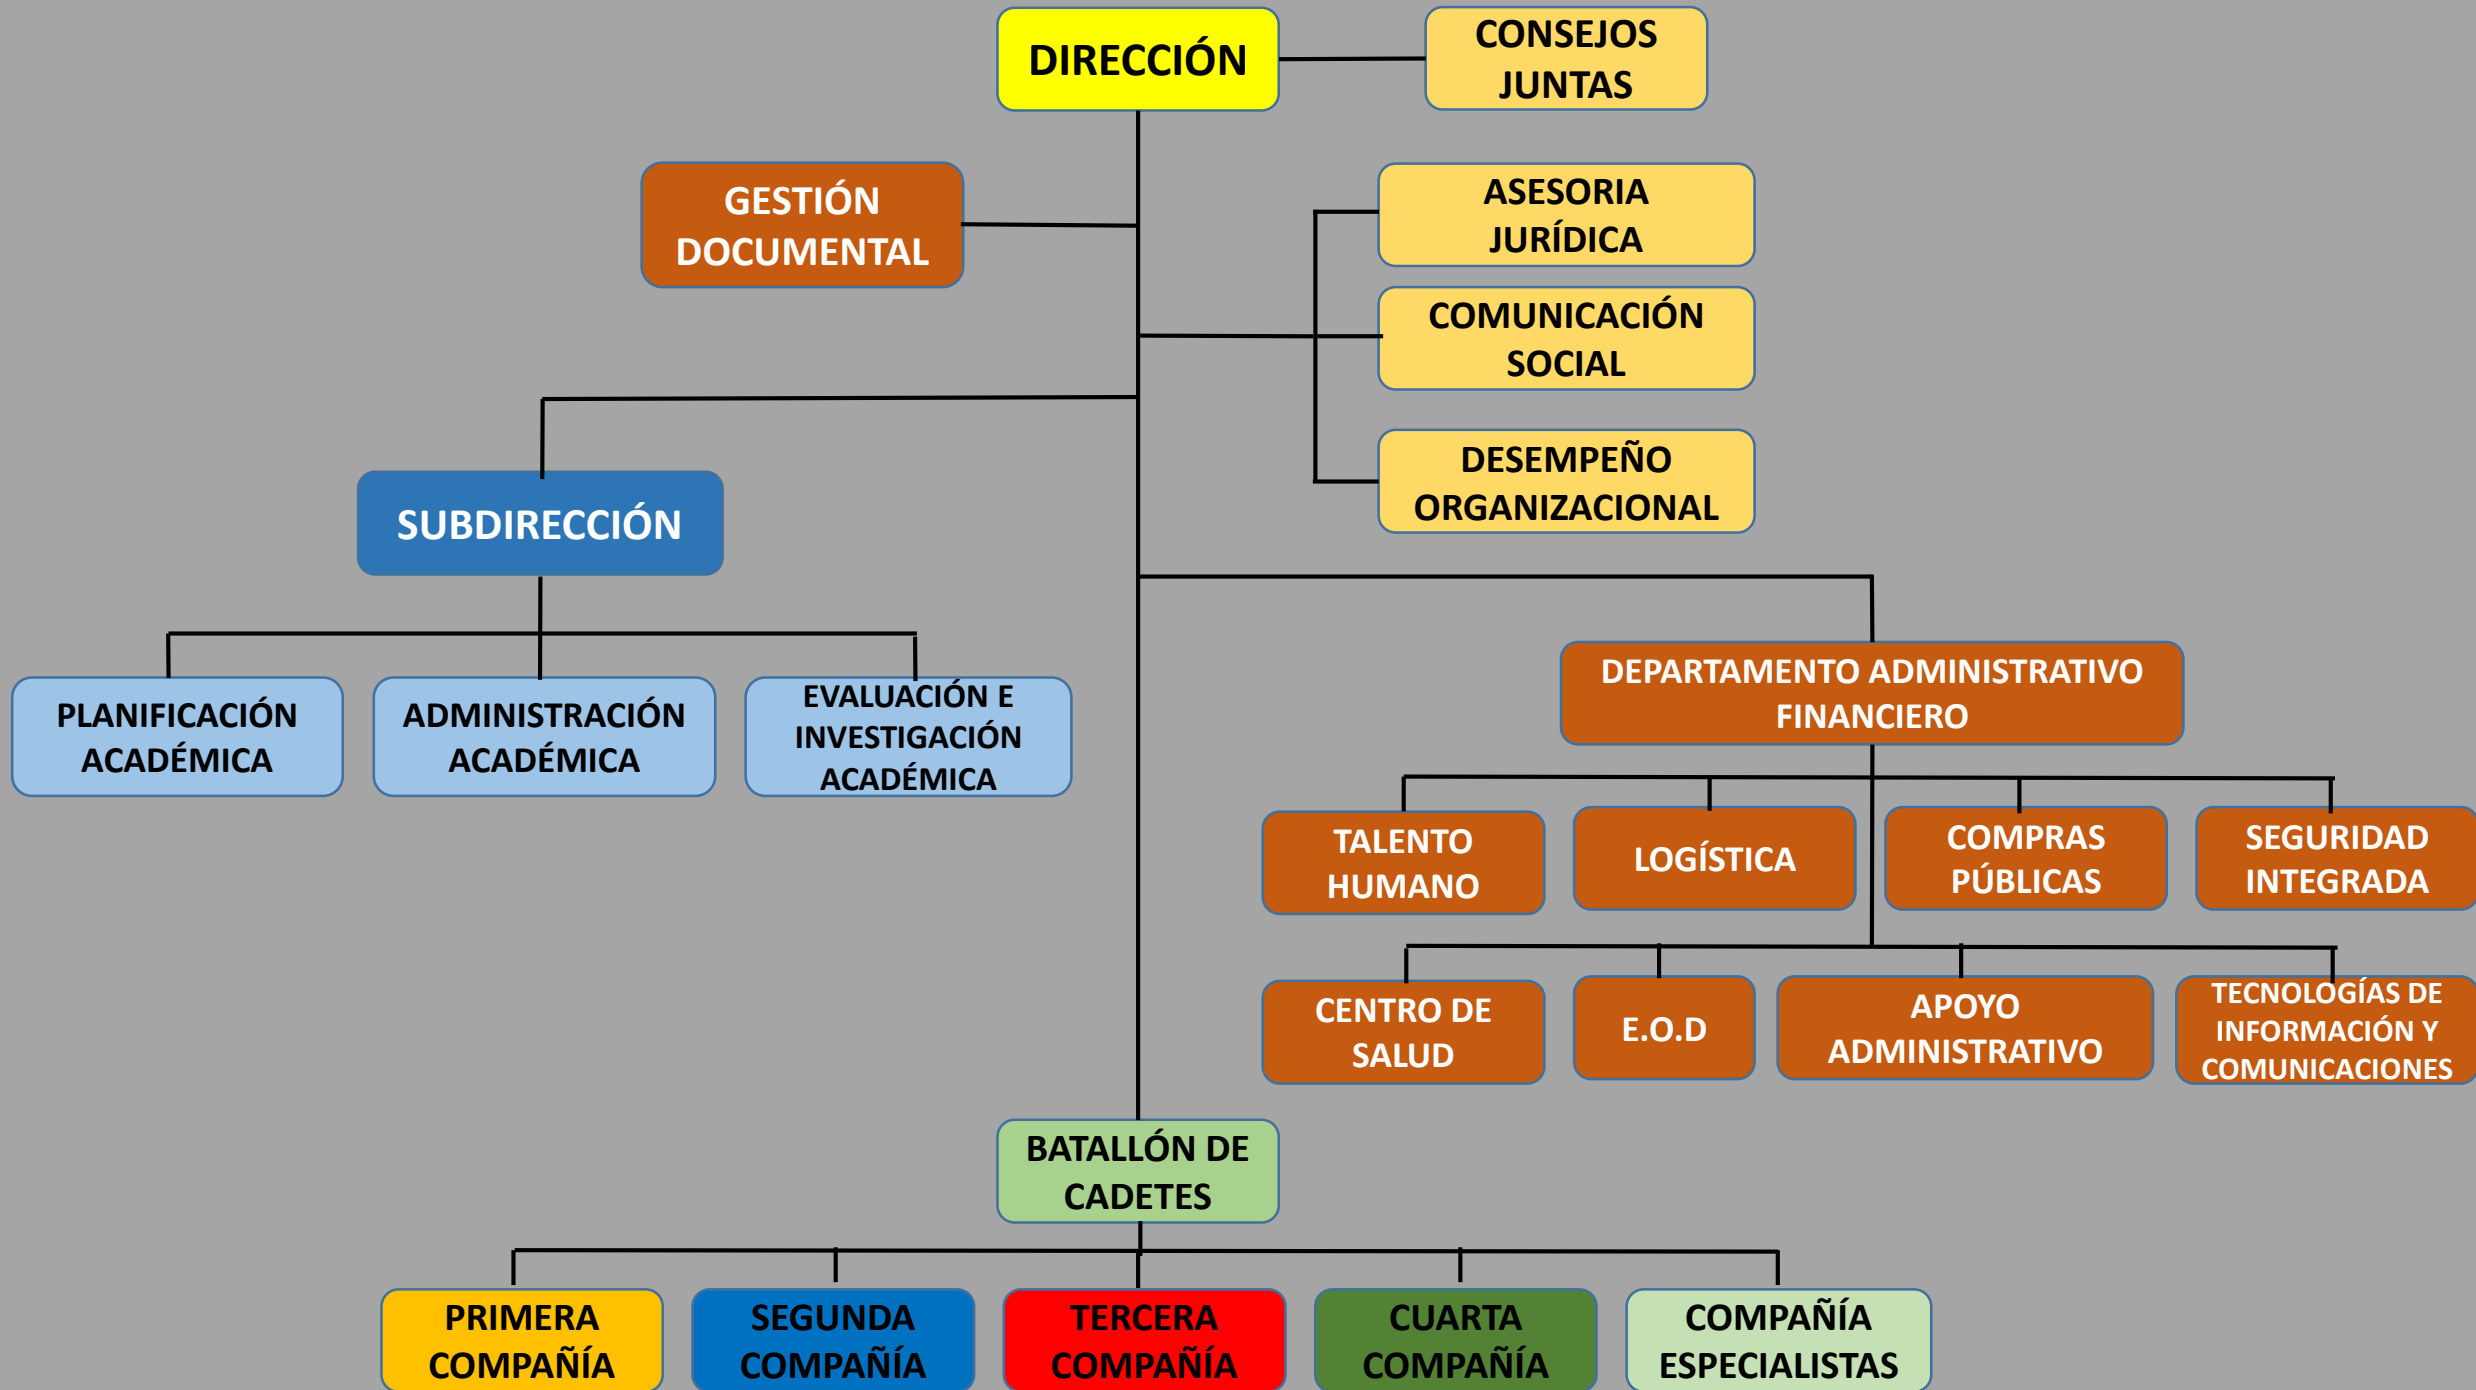 DIRECCIÓN
CONSEJOS
JUNTAS
GESTIÓN
DOCUMENTAL
ASESORIA
JURÍDICA
COMUNICACIÓN
SOCIAL
DESEMPEÑO
ORGANIZACIONAL
SUBDIRECCIÓN
PLANIFICACIÓN
ACADÉMICA
ADMINISTRACIÓN
ACADÉMICA
EVALUACIÓN E
INVESTIGACIÓN
ACADÉMICA
DEPARTAMENTO ADMINISTRATIVO
FINANCIERO
TALENTO
HUMANO
LOGÍSTICA
COMPRAS
PÚBLICAS
SEGURIDAD
INTEGRADA
CENTRO DE
SALUD
E.O.D
APOYO
ADMINISTRATIVO
TECNOLOGÍAS DE
INFORMACIÓN Y
COMUNICACIONES
BATALLÓN DE
CADETES
PRIMERA
COMPAÑÍA
SEGUNDA
COMPAÑÍA
TERCERA
COMPAÑÍA
CUARTA
COMPAÑÍA
COMPAÑÍA
ESPECIALISTAS